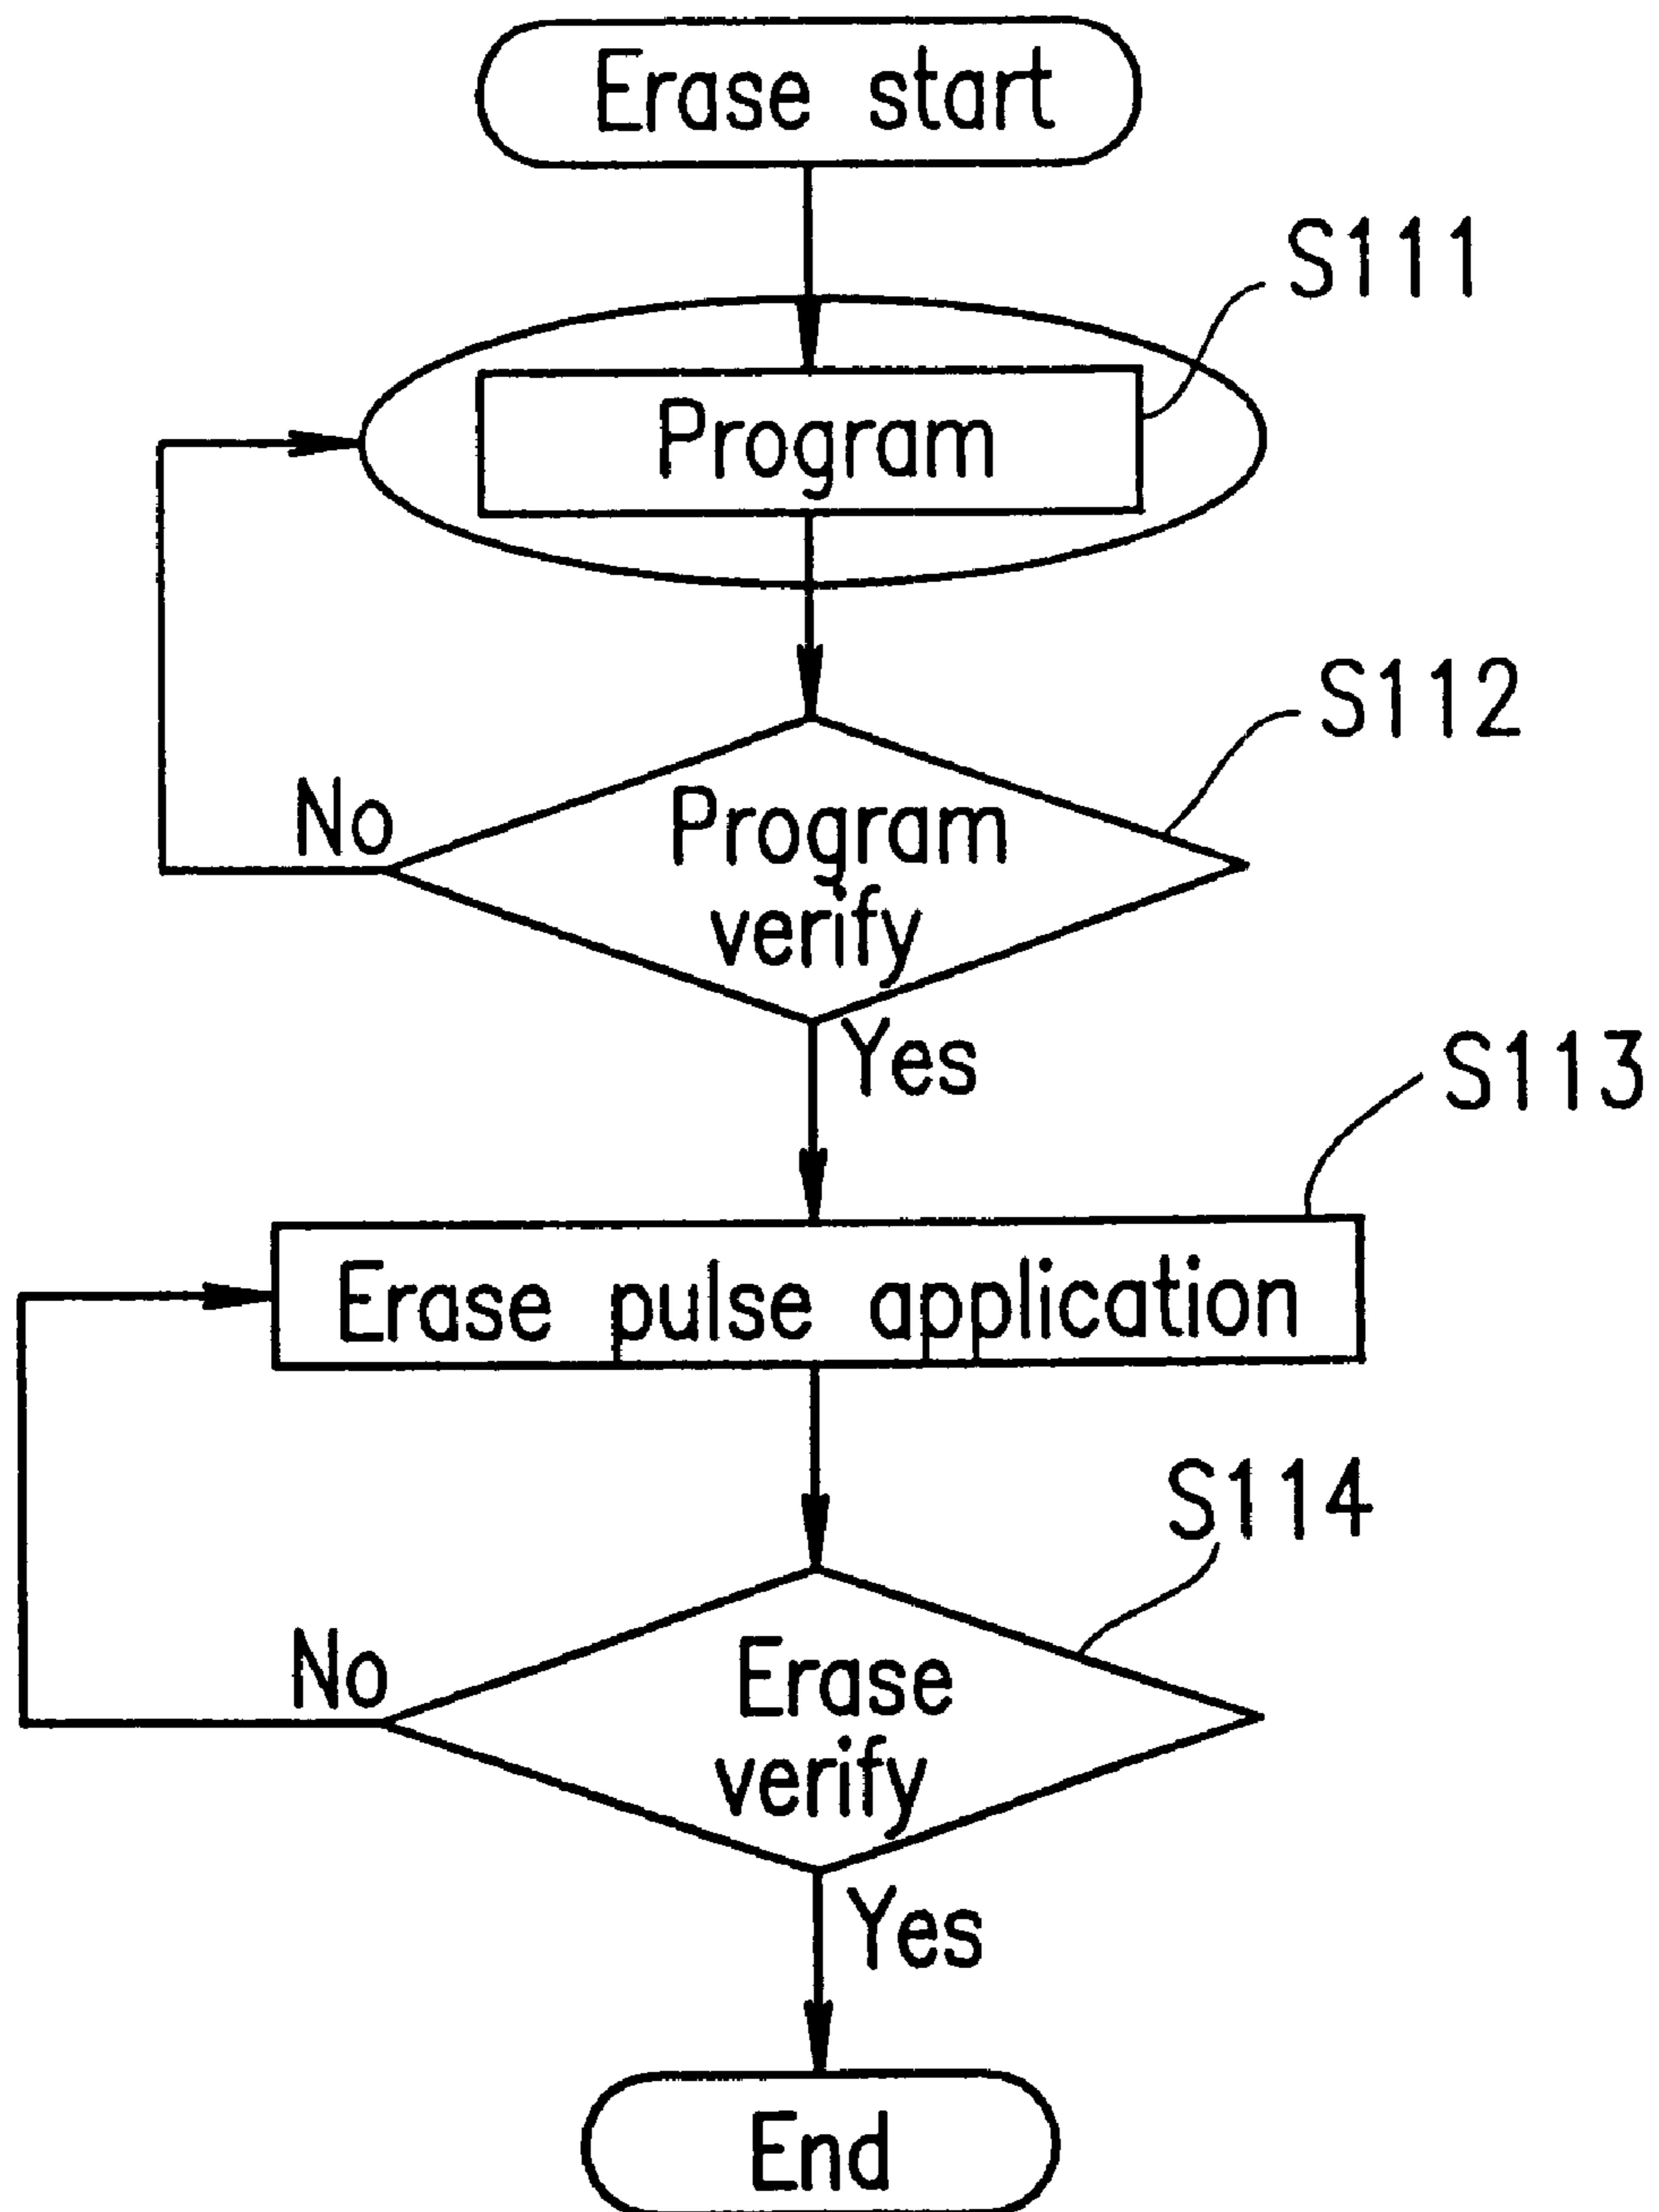 Erase start
S111
Program
S112
No
Program
verify
Yes
S113
Erase pulse application
S114
No
Erase
verify
Yes
End